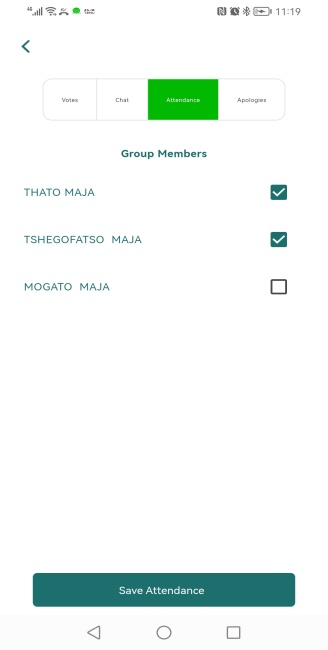 11:19
Votes Chat Attendance Apologies
Group Members
THATO MAJA
TSHEGOFATSO MAJA
MOGATO MAJA
Save Attendance